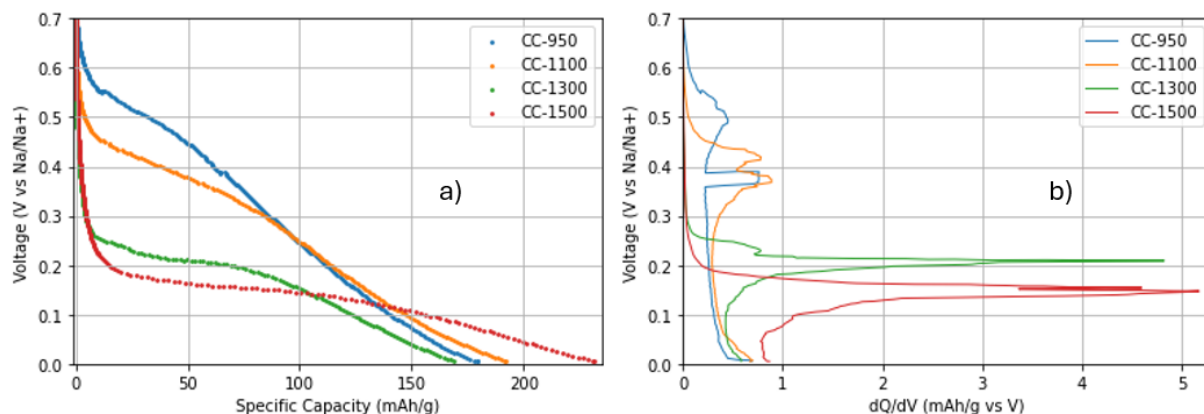 0.7
0.6
0.5
0.4
0.3
0.2
0.1
0.0
Voltage (V vs Na/Na+)
CC-950
CC-1100
CC-1300
CC-1500
a)
0
50
100
150
200
Specific Capacity (mAh/g)
0.7
0.6
0.5
0.4
0.3
0.2
0.1
0.0
Voltage (V vs Na/Na+)
CC-950
CC-1100
CC-1300
CC-1500
b)
0
1
2
3
4
5
dQ/dV (mAh/g vs V)